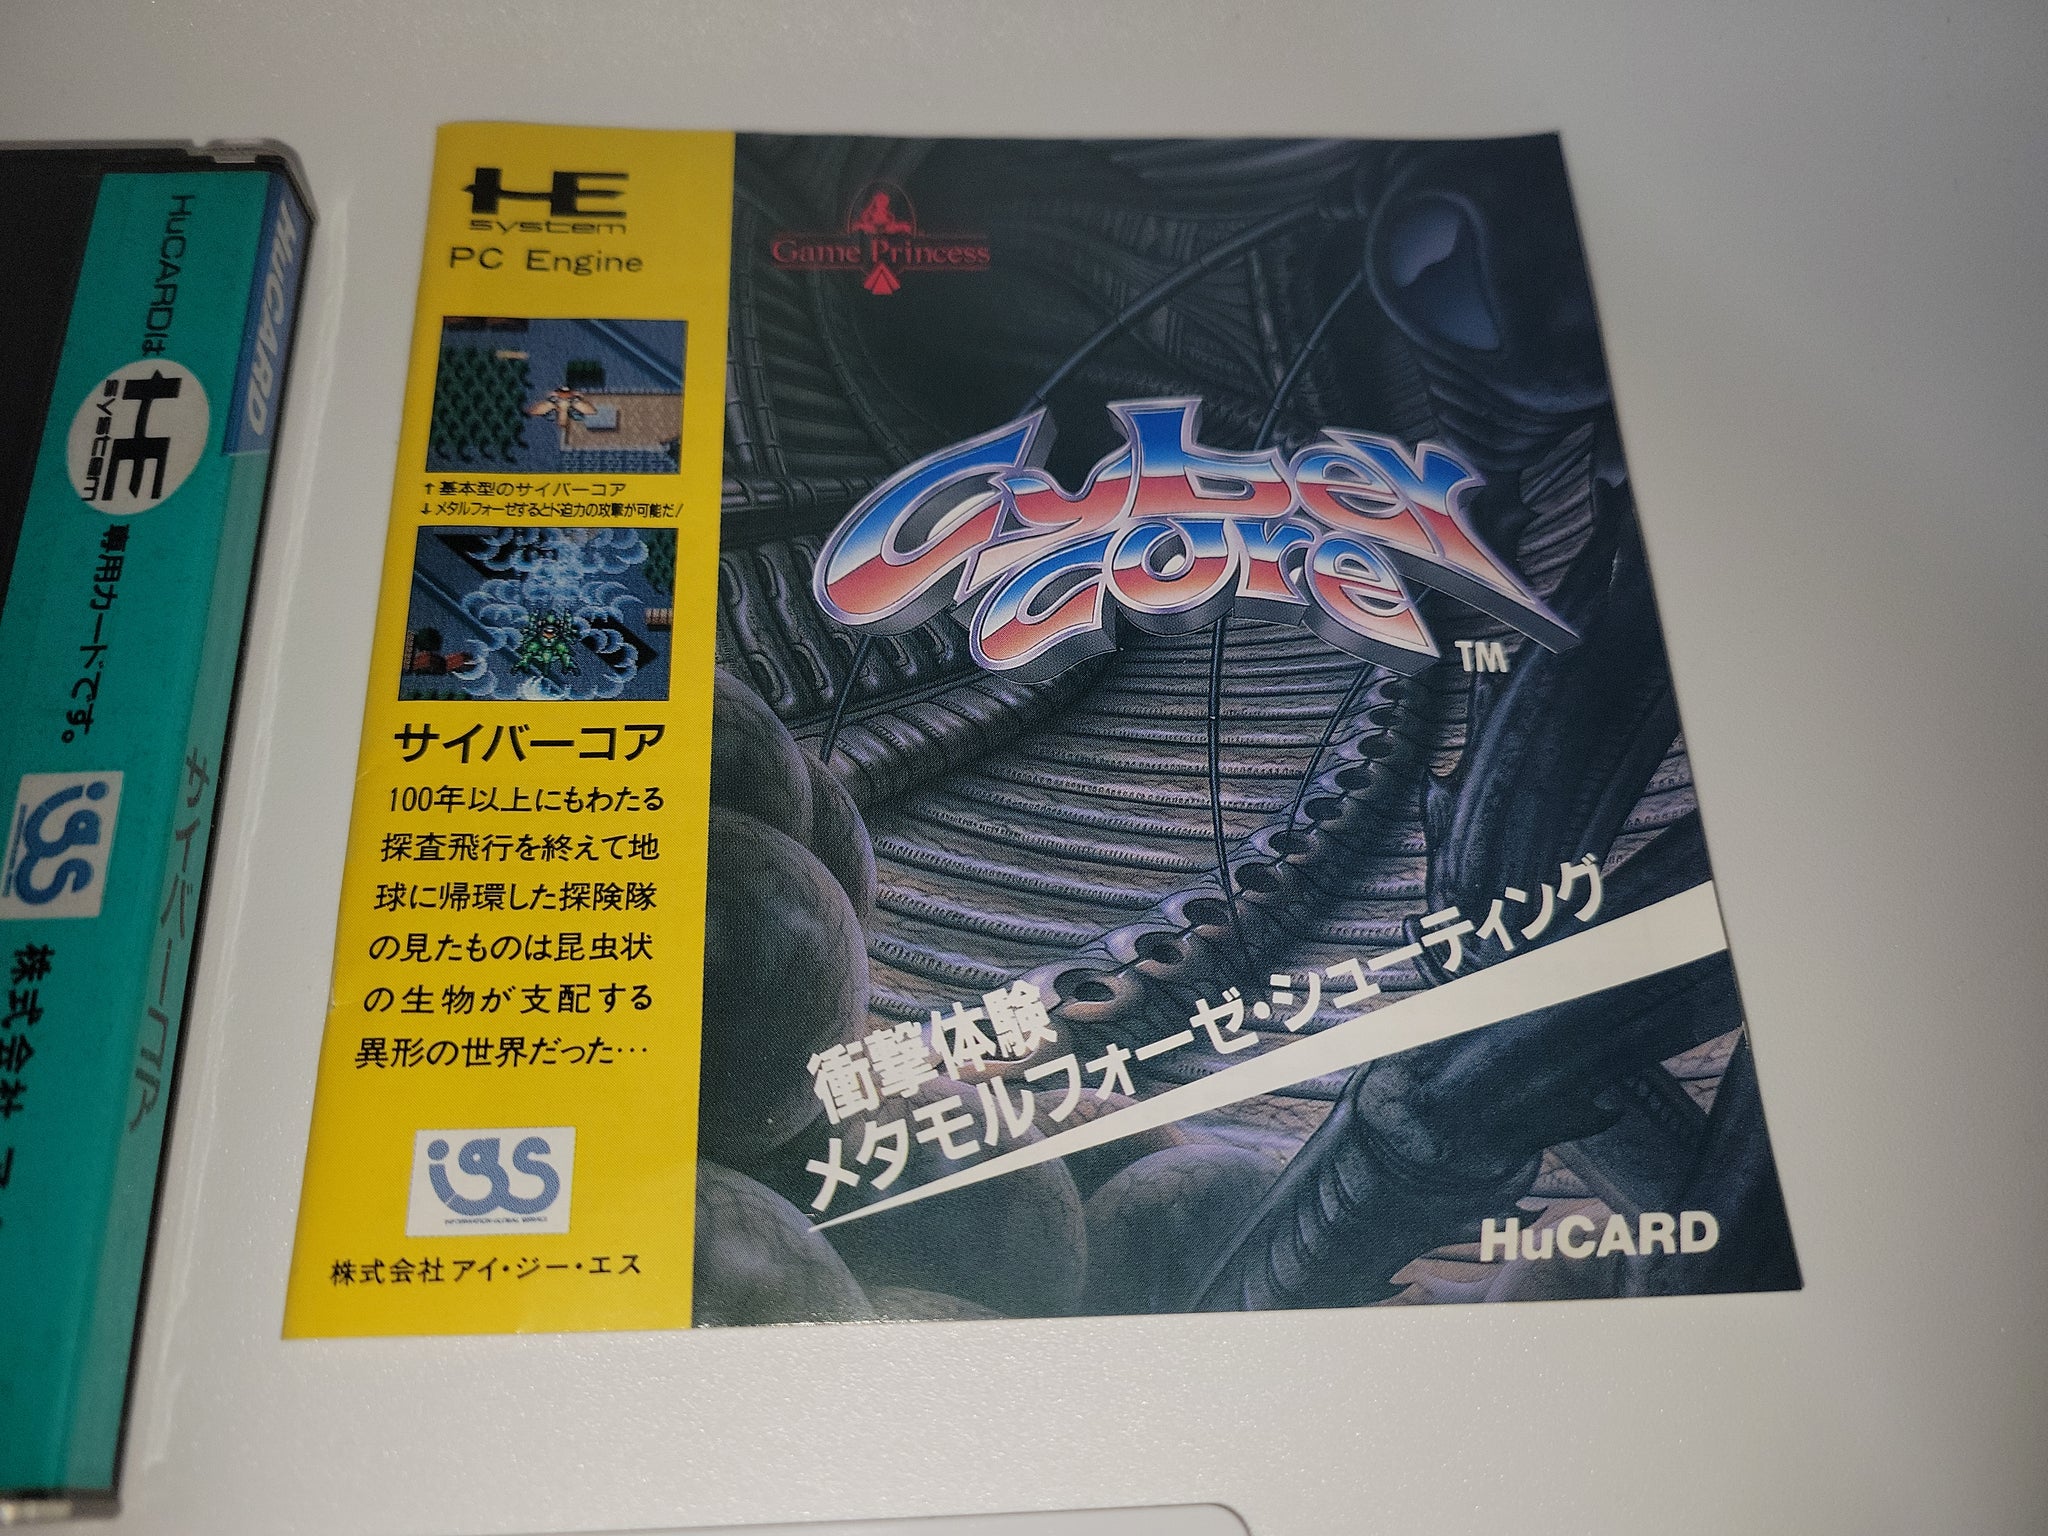 HuCARD
HuCARDは
HE
system
専用カードです。
igs
株式会社 ア
サイバーコア
HE
system
PC Engine
↑基本型のサイバーコア
↓メタルフォーゼするとド迫力の攻撃が可能だ!
サイバーコア
100年以上にもわたる
探査飛行を終えて地
球に帰環した探険隊
の見たものは昆虫状
の生物が支配する
異形の世界だった…
igs
INFORMATION GLOBAL SERVICE
株式会社アイ・ジー・エス
Game Princess
Cyber
Core
TM
衝撃体験
メタモルフォーゼ・シューティング
HuCARD